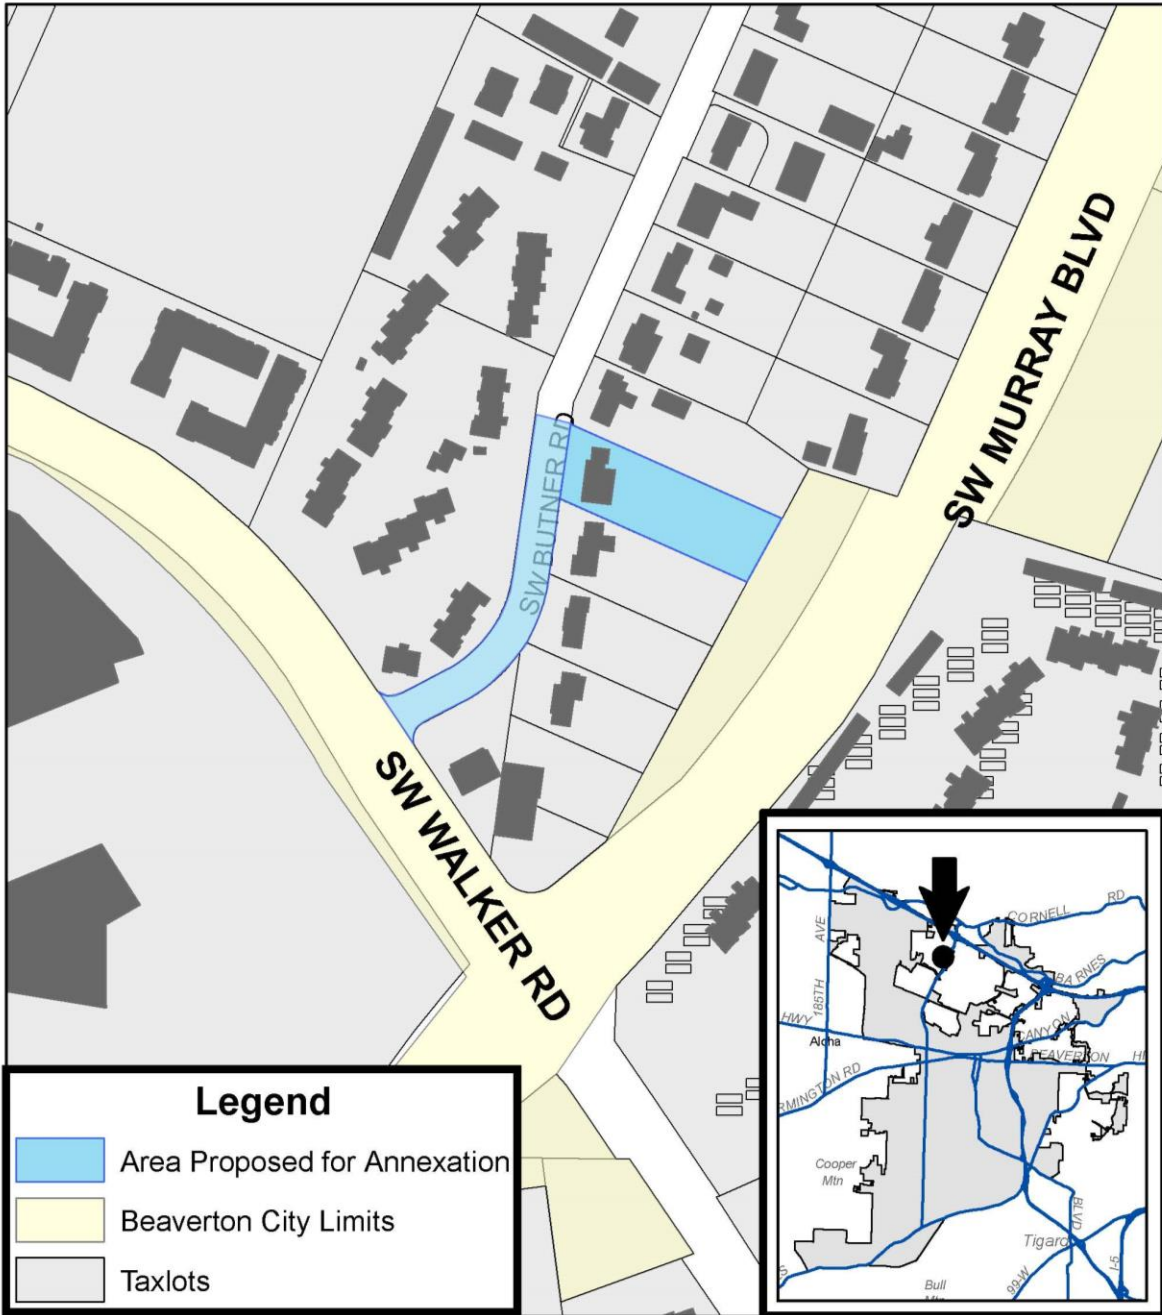 SW MURRAY BLVD
SW BUTNER RD
SW WALKER RD
Legend
Area Proposed for Annexation
Beaverton City Limits
Taxlots
CORNELL
RD
AVE
185TH
BARNES
HWY
CANYON
Aloha
BEAVERTON
RMINGTON RD
Cooper
Mtn
BLVD
Tigard
99-W
I-5
Bull